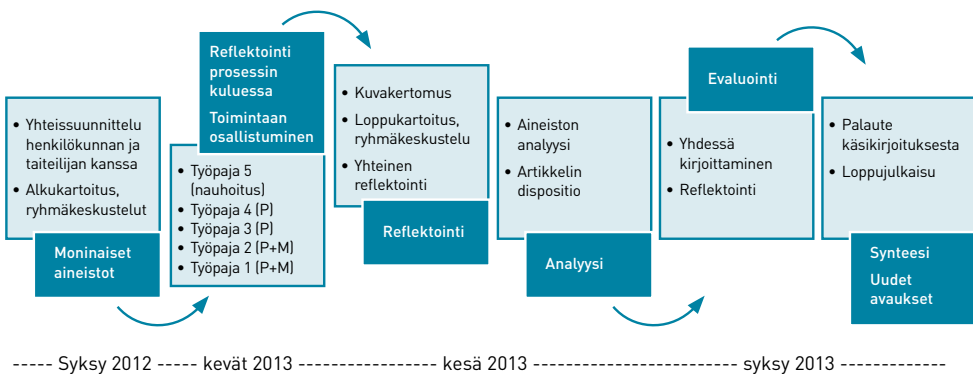 • Yhteissuunnittelu
henkilökunnan ja
taiteilijan kanssa
• Alkukartoitus,
ryhmäkeskustelut
Moninaiset
aineistot
Reflektointi
prosessin
kuluessa
Toimintaan
osallistuminen
• Työpaja 5
(nauhoitus)
• Työpaja 4 (P)
• Työpaja 3 (P)
• Työpaja 2 (P+M)
• Työpaja 1 (P+M)
• Kuvakertomus
• Loppukartoitus,
ryhmäkeskustelu
• Yhteinen
reflektointi
Reflektointi
• Aineiston
analyysi
• Artikkelin
dispositio
Analyysi
Evaluointi
• Yhdessä
kirjoittaminen
• Reflektointi
• Palaute
käsikirjoituksesta
• Loppujulkaisu
Synteesi
Uudet
avaukset
----- Syksy 2012 ----- kevät 2013 ----------------- kesä 2013 ------------------------- syksy 2013 -------------